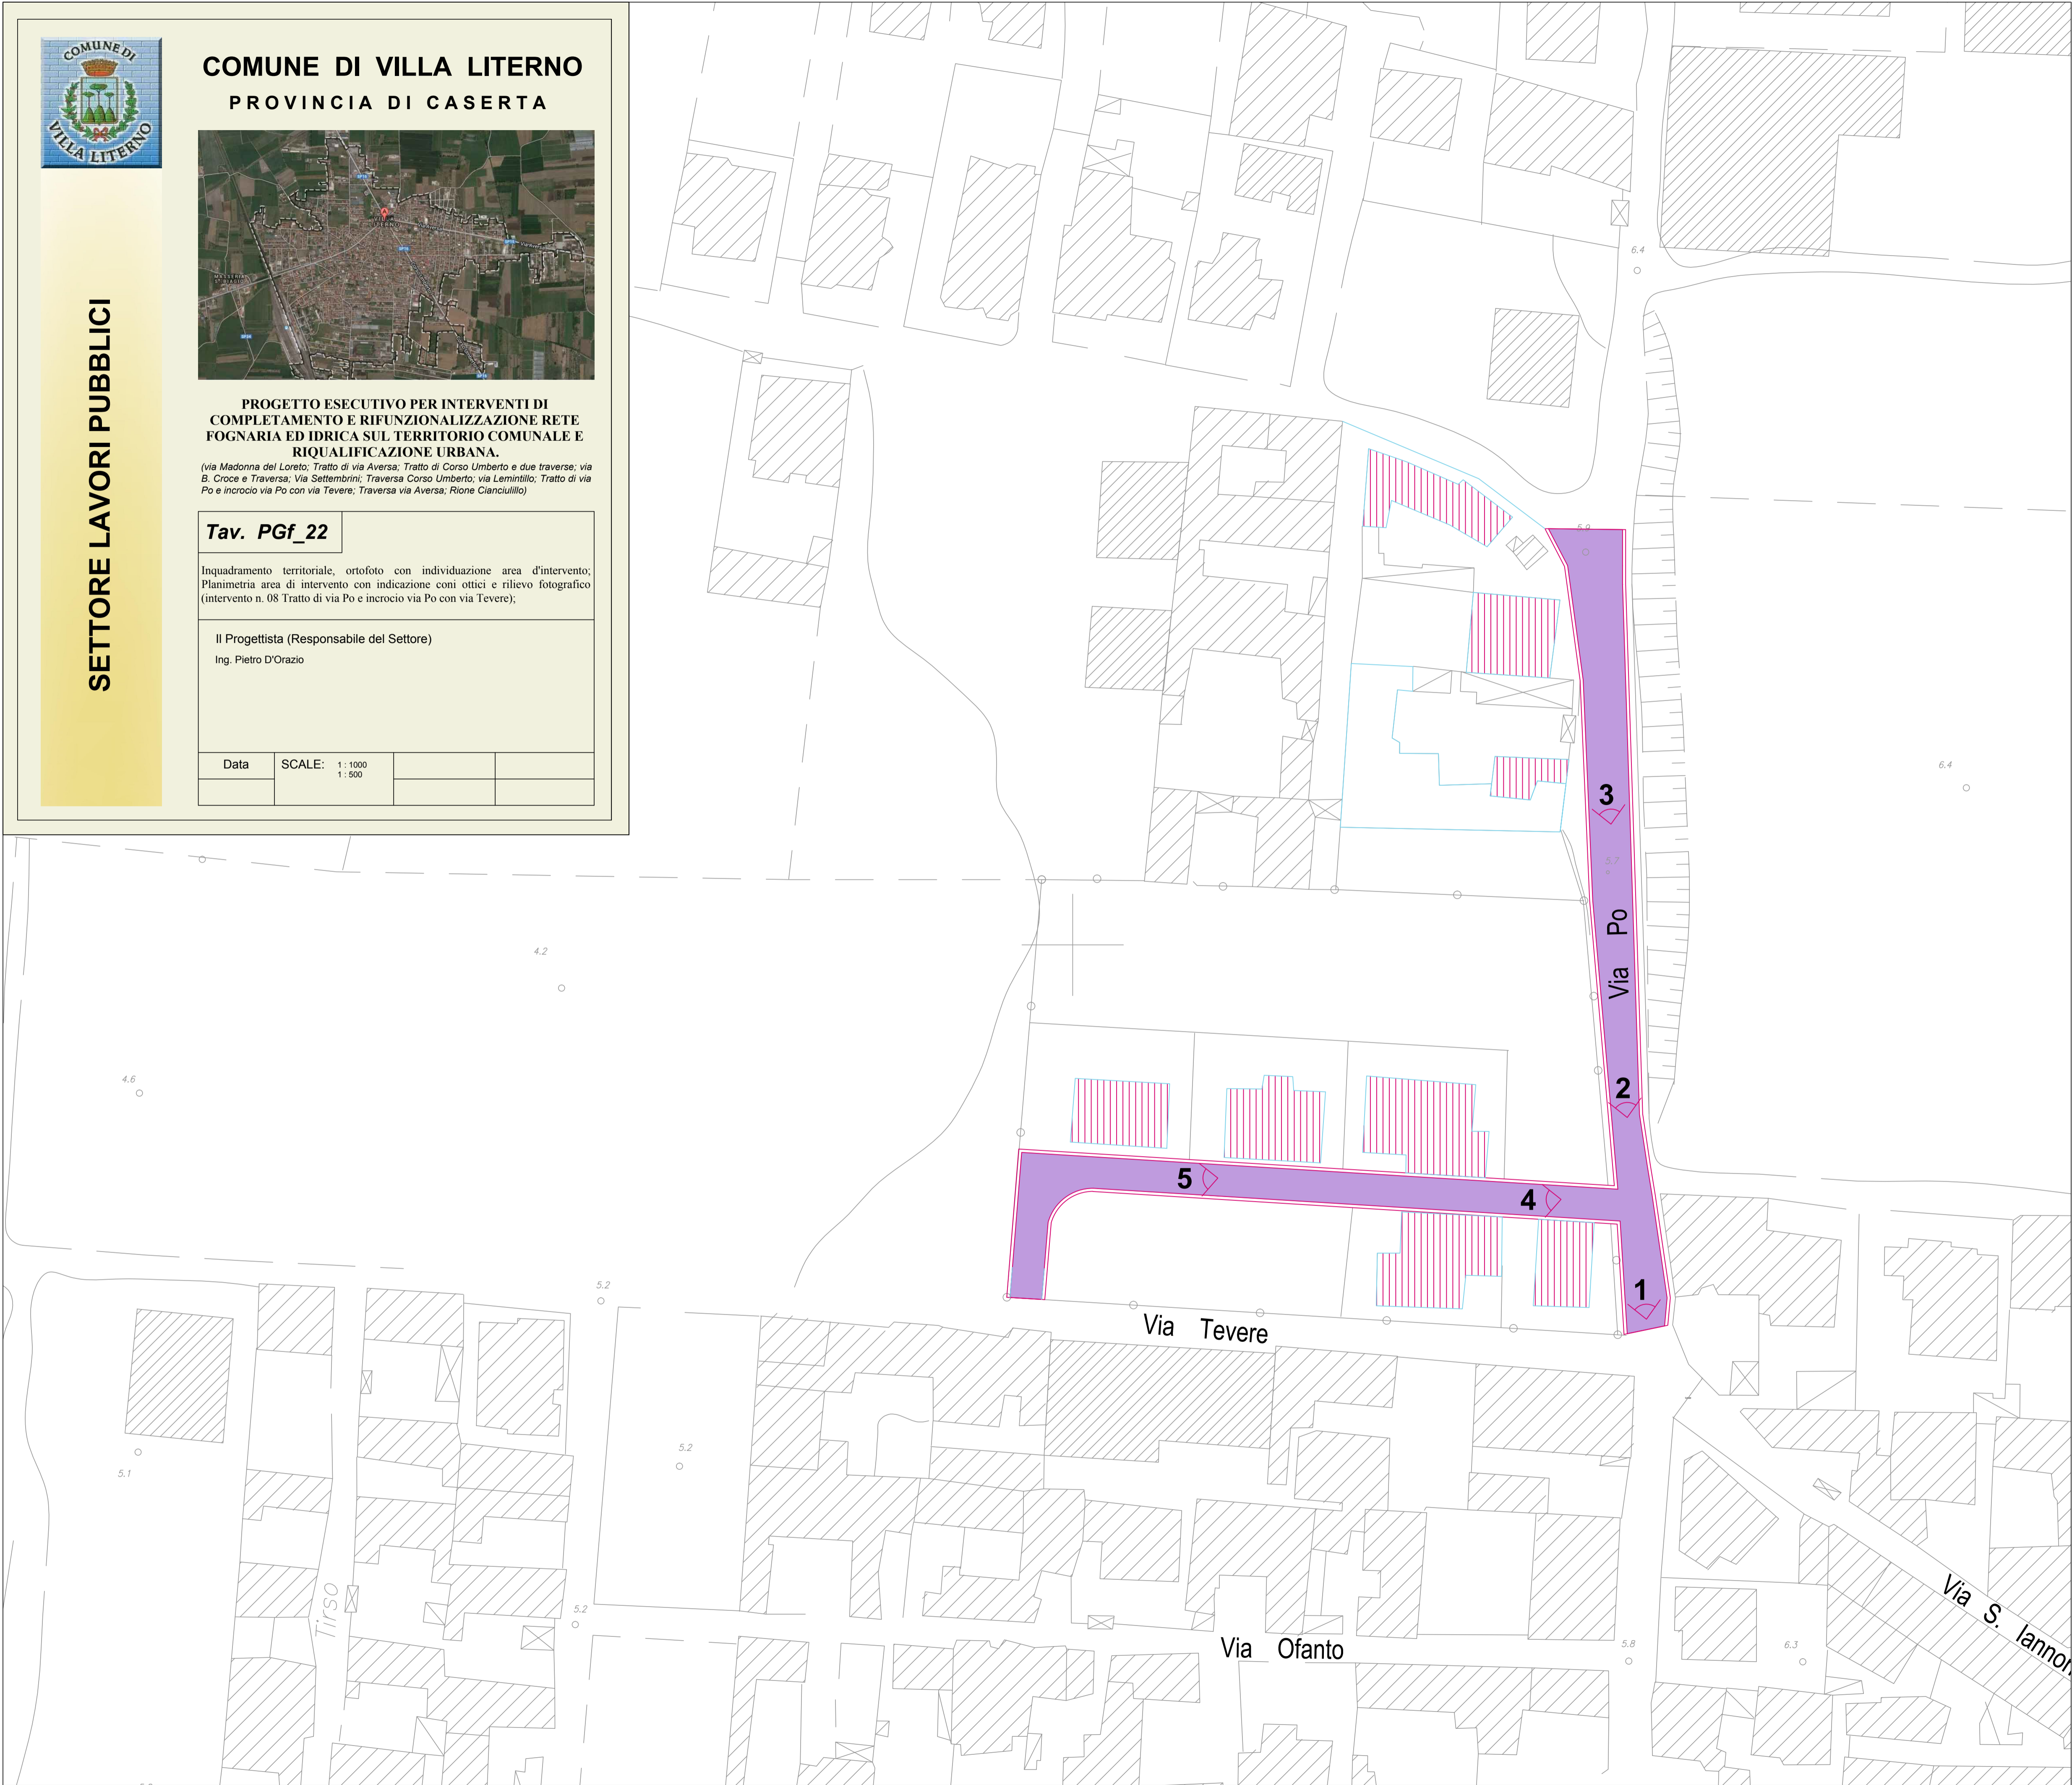 COMUNE DI
VILLA LITERNO
COMUNE DI VILLA LITERNO
PROVINCIA DI CASERTA
SETTORE LAVORI PUBBLICI
PROGETTO ESECUTIVO PER INTERVENTI DI
COMPLETAMENTO E RIFUNZIONALIZZAZIONE RETE
FOGNARIA ED IDRICA SUL TERRITORIO COMUNALE E
RIQUALIFICAZIONE URBANA.
(via Madonna del Loreto; Tratto di via Aversa; Tratto di Corso Umberto e due traverse; via
B. Croce e Traversa; Via Settembrini; Traversa Corso Umberto; via Lemintillo; Tratto di via
Po e incrocio via Po con via Tevere; Traversa via Aversa; Rione Cianciulillo)
Tav. PGf_22
Inquadramento territoriale, ortofoto con individuazione area d'intervento;
Planimetria area di intervento con indicazione coni ottici e rilievo fotografico
(intervento n. 08 Tratto di via Po e incrocio via Po con via Tevere);
Il Progettista (Responsabile del Settore)
Ing. Pietro D'Orazio
Data
SCALE: 1 : 1000
1 : 500
6.4
5.9
6.4
3
5.7
Via Po
4.2
4.6
2
5
4
1
5.2
Via Tevere
5.2
5.1
Tirso
5.2
Via Ofanto
5.8
6.3
Via S. Iannon